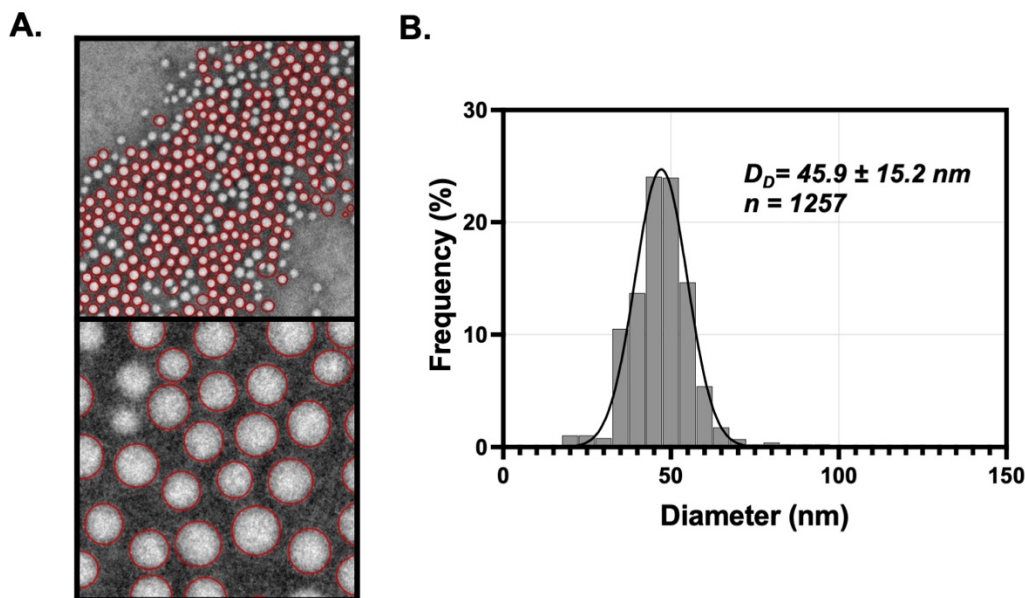 A.
B.
30
20
10
0
Frequency (%)
D_D= 45.9 ± 15.2 nm
n = 1257
0 50 100 150
Diameter (nm)